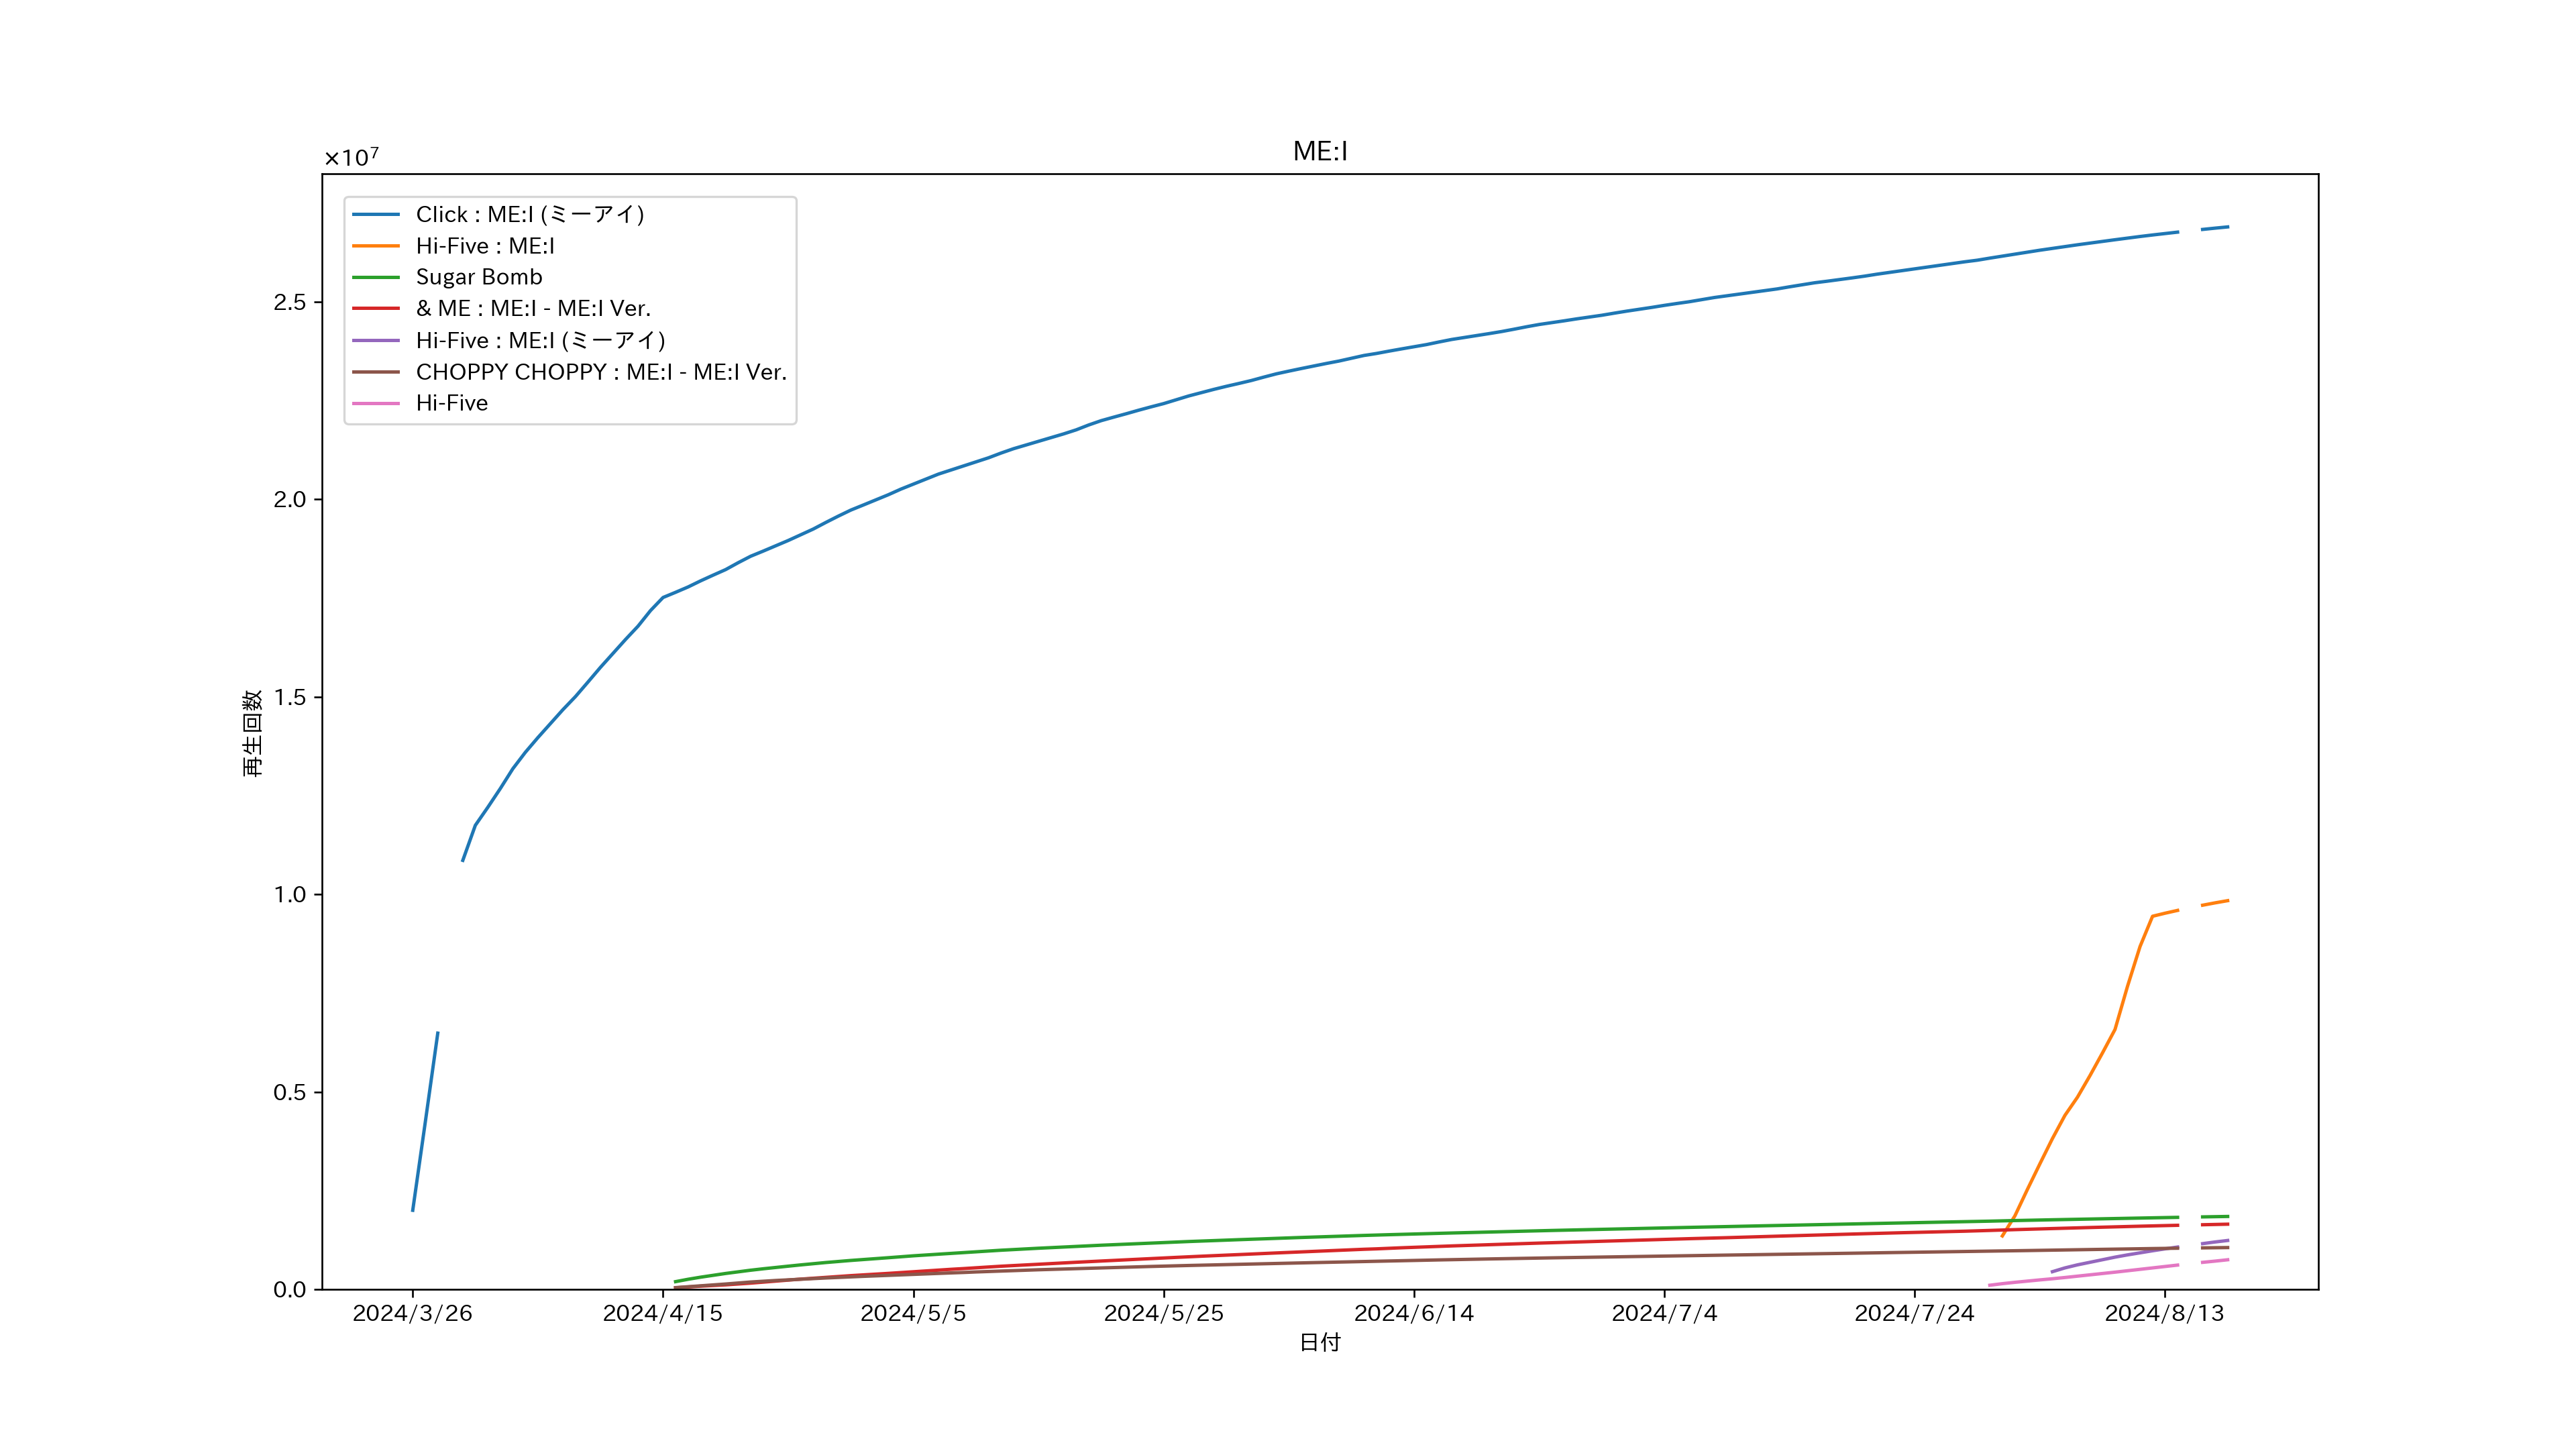 ME:I
×10⁷
Click : ME:I (ミーアイ)
Hi-Five : ME:I
Sugar Bomb
& ME : ME:I - ME:I Ver.
Hi-Five : ME:I (ミーアイ)
CHOPPY CHOPPY : ME:I - ME:I Ver.
Hi-Five
2.5
2.0
1.5
1.0
0.5
0.0
再生回数
2024/3/26 2024/4/15 2024/5/5 2024/5/25 2024/6/14 2024/7/4 2024/7/24 2024/8/13
日付